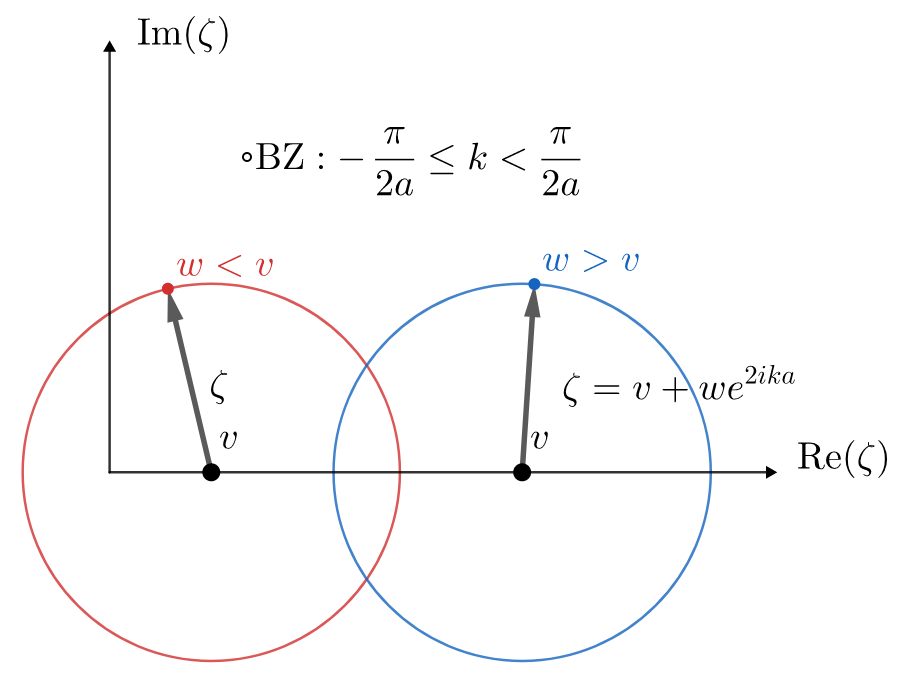 Im(ζ)
∘BZ : − π/2a ≤ k < π/2a
w < v
w > v
ζ
ζ = v + we^{2ika}
v
v
Re(ζ)